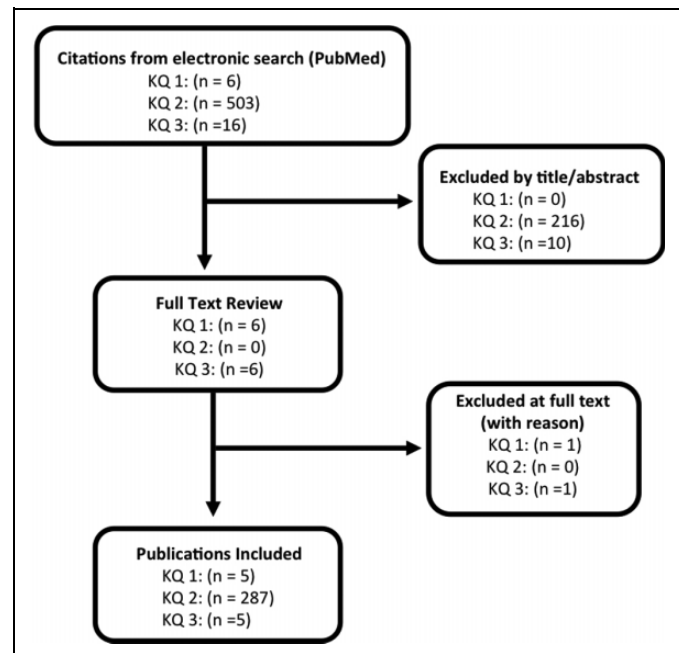 Citations from electronic search (PubMed)
KQ 1: (n = 6)
KQ 2: (n = 503)
KQ 3: (n =16)
Excluded by title/abstract
KQ 1: (n = 0)
KQ 2: (n = 216)
KQ 3: (n =10)
Full Text Review
KQ 1: (n = 6)
KQ 2: (n = 0)
KQ 3: (n =6)
Excluded at full text
(with reason)
KQ 1: (n = 1)
KQ 2: (n = 0)
KQ 3: (n =1)
Publications Included
KQ 1: (n = 5)
KQ 2: (n = 287)
KQ 3: (n =5)